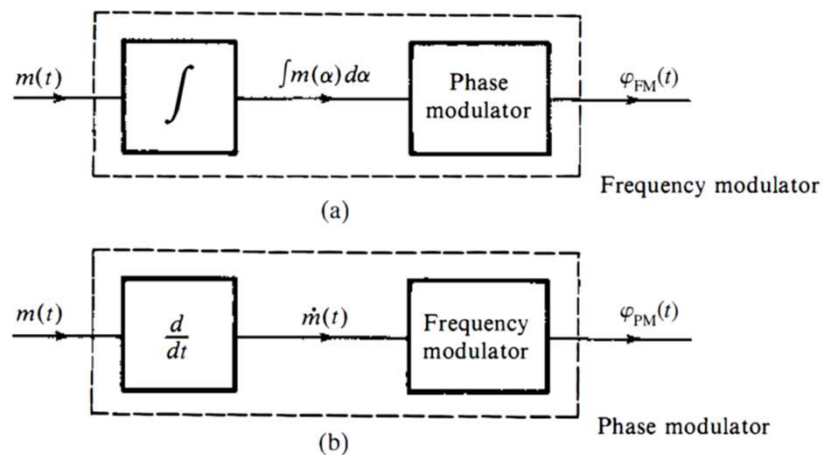 m(t)
∫
∫m(α) dα
Phase
modulator
φFM(t)
Frequency modulator
(a)
m(t)
d
dt
ṁ(t)
Frequency
modulator
φPM(t)
Phase modulator
(b)